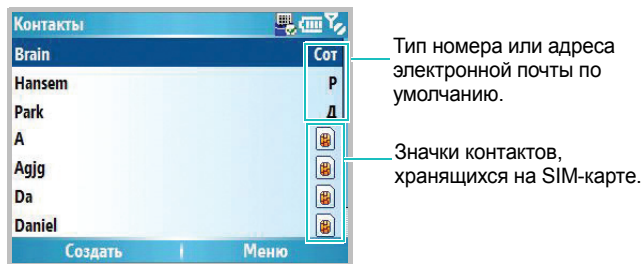 Контакты
Brain Сот
Hansem Р
Park Д
A
Agjg
Da
Daniel
Создать Меню
Тип номера или адреса
электронной почты по
умолчанию.
Значки контактов,
хранящихся на SIM-карте.